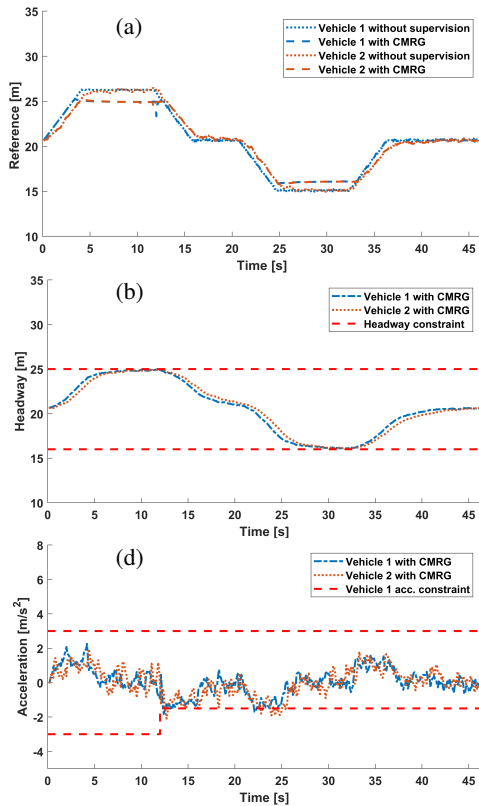 (a)
Vehicle 1 without supervision
Vehicle 1 with CMRG
Vehicle 2 without supervision
Vehicle 2 with CMRG
Reference [m]
35
30
25
20
15
10
0 5 10 15 20 25 30 35 40 45
Time [s]
(b)
Vehicle 1 with CMRG
Vehicle 2 with CMRG
Headway constraint
Headway [m]
35
30
25
20
15
10
0 5 10 15 20 25 30 35 40 45
Time [s]
(d)
Vehicle 1 with CMRG
Vehicle 2 with CMRG
Vehicle 1 acc. constraint
Acceleration [m/s²]
8
6
4
2
0
-2
-4
0 5 10 15 20 25 30 35 40 45
Time [s]